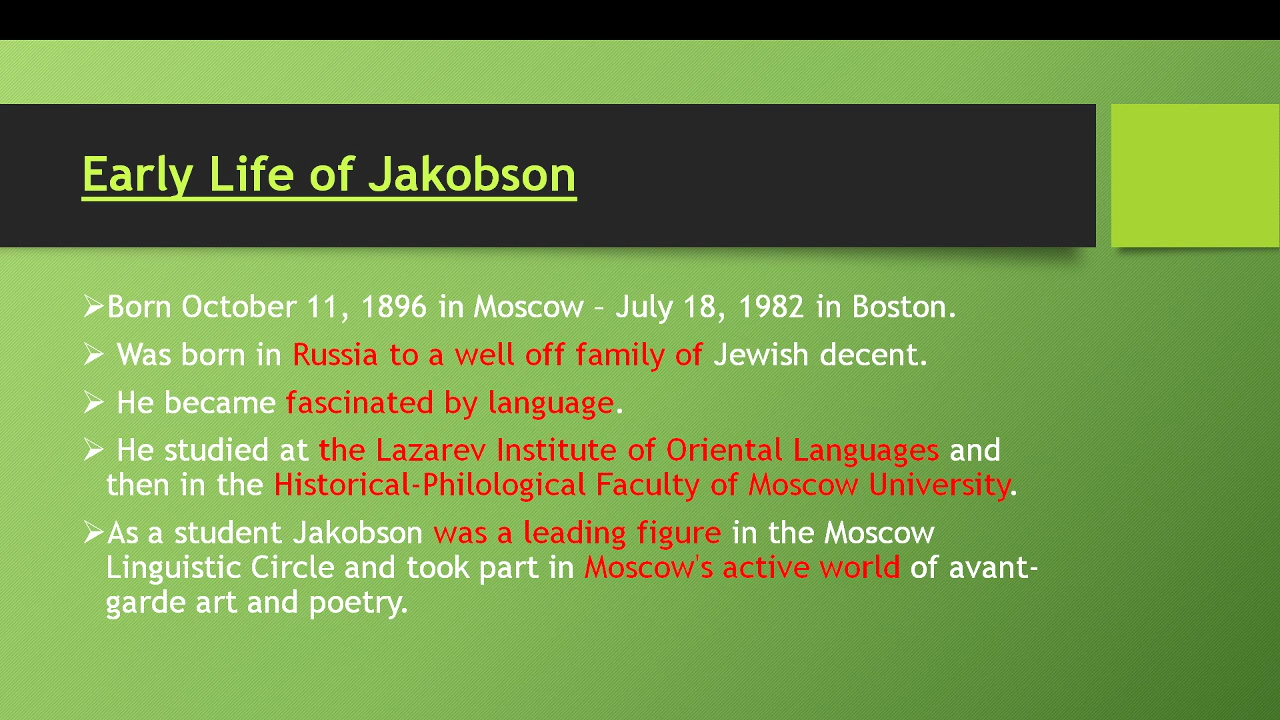 Early Life of Jakobson
➢Born October 11, 1896 in Moscow – July 18, 1982 in Boston.
➢ Was born in Russia to a well off family of Jewish decent.
➢ He became fascinated by language.
➢ He studied at the Lazarev Institute of Oriental Languages and
then in the Historical-Philological Faculty of Moscow University.
➢As a student Jakobson was a leading figure in the Moscow
Linguistic Circle and took part in Moscow's active world of avant-
garde art and poetry.